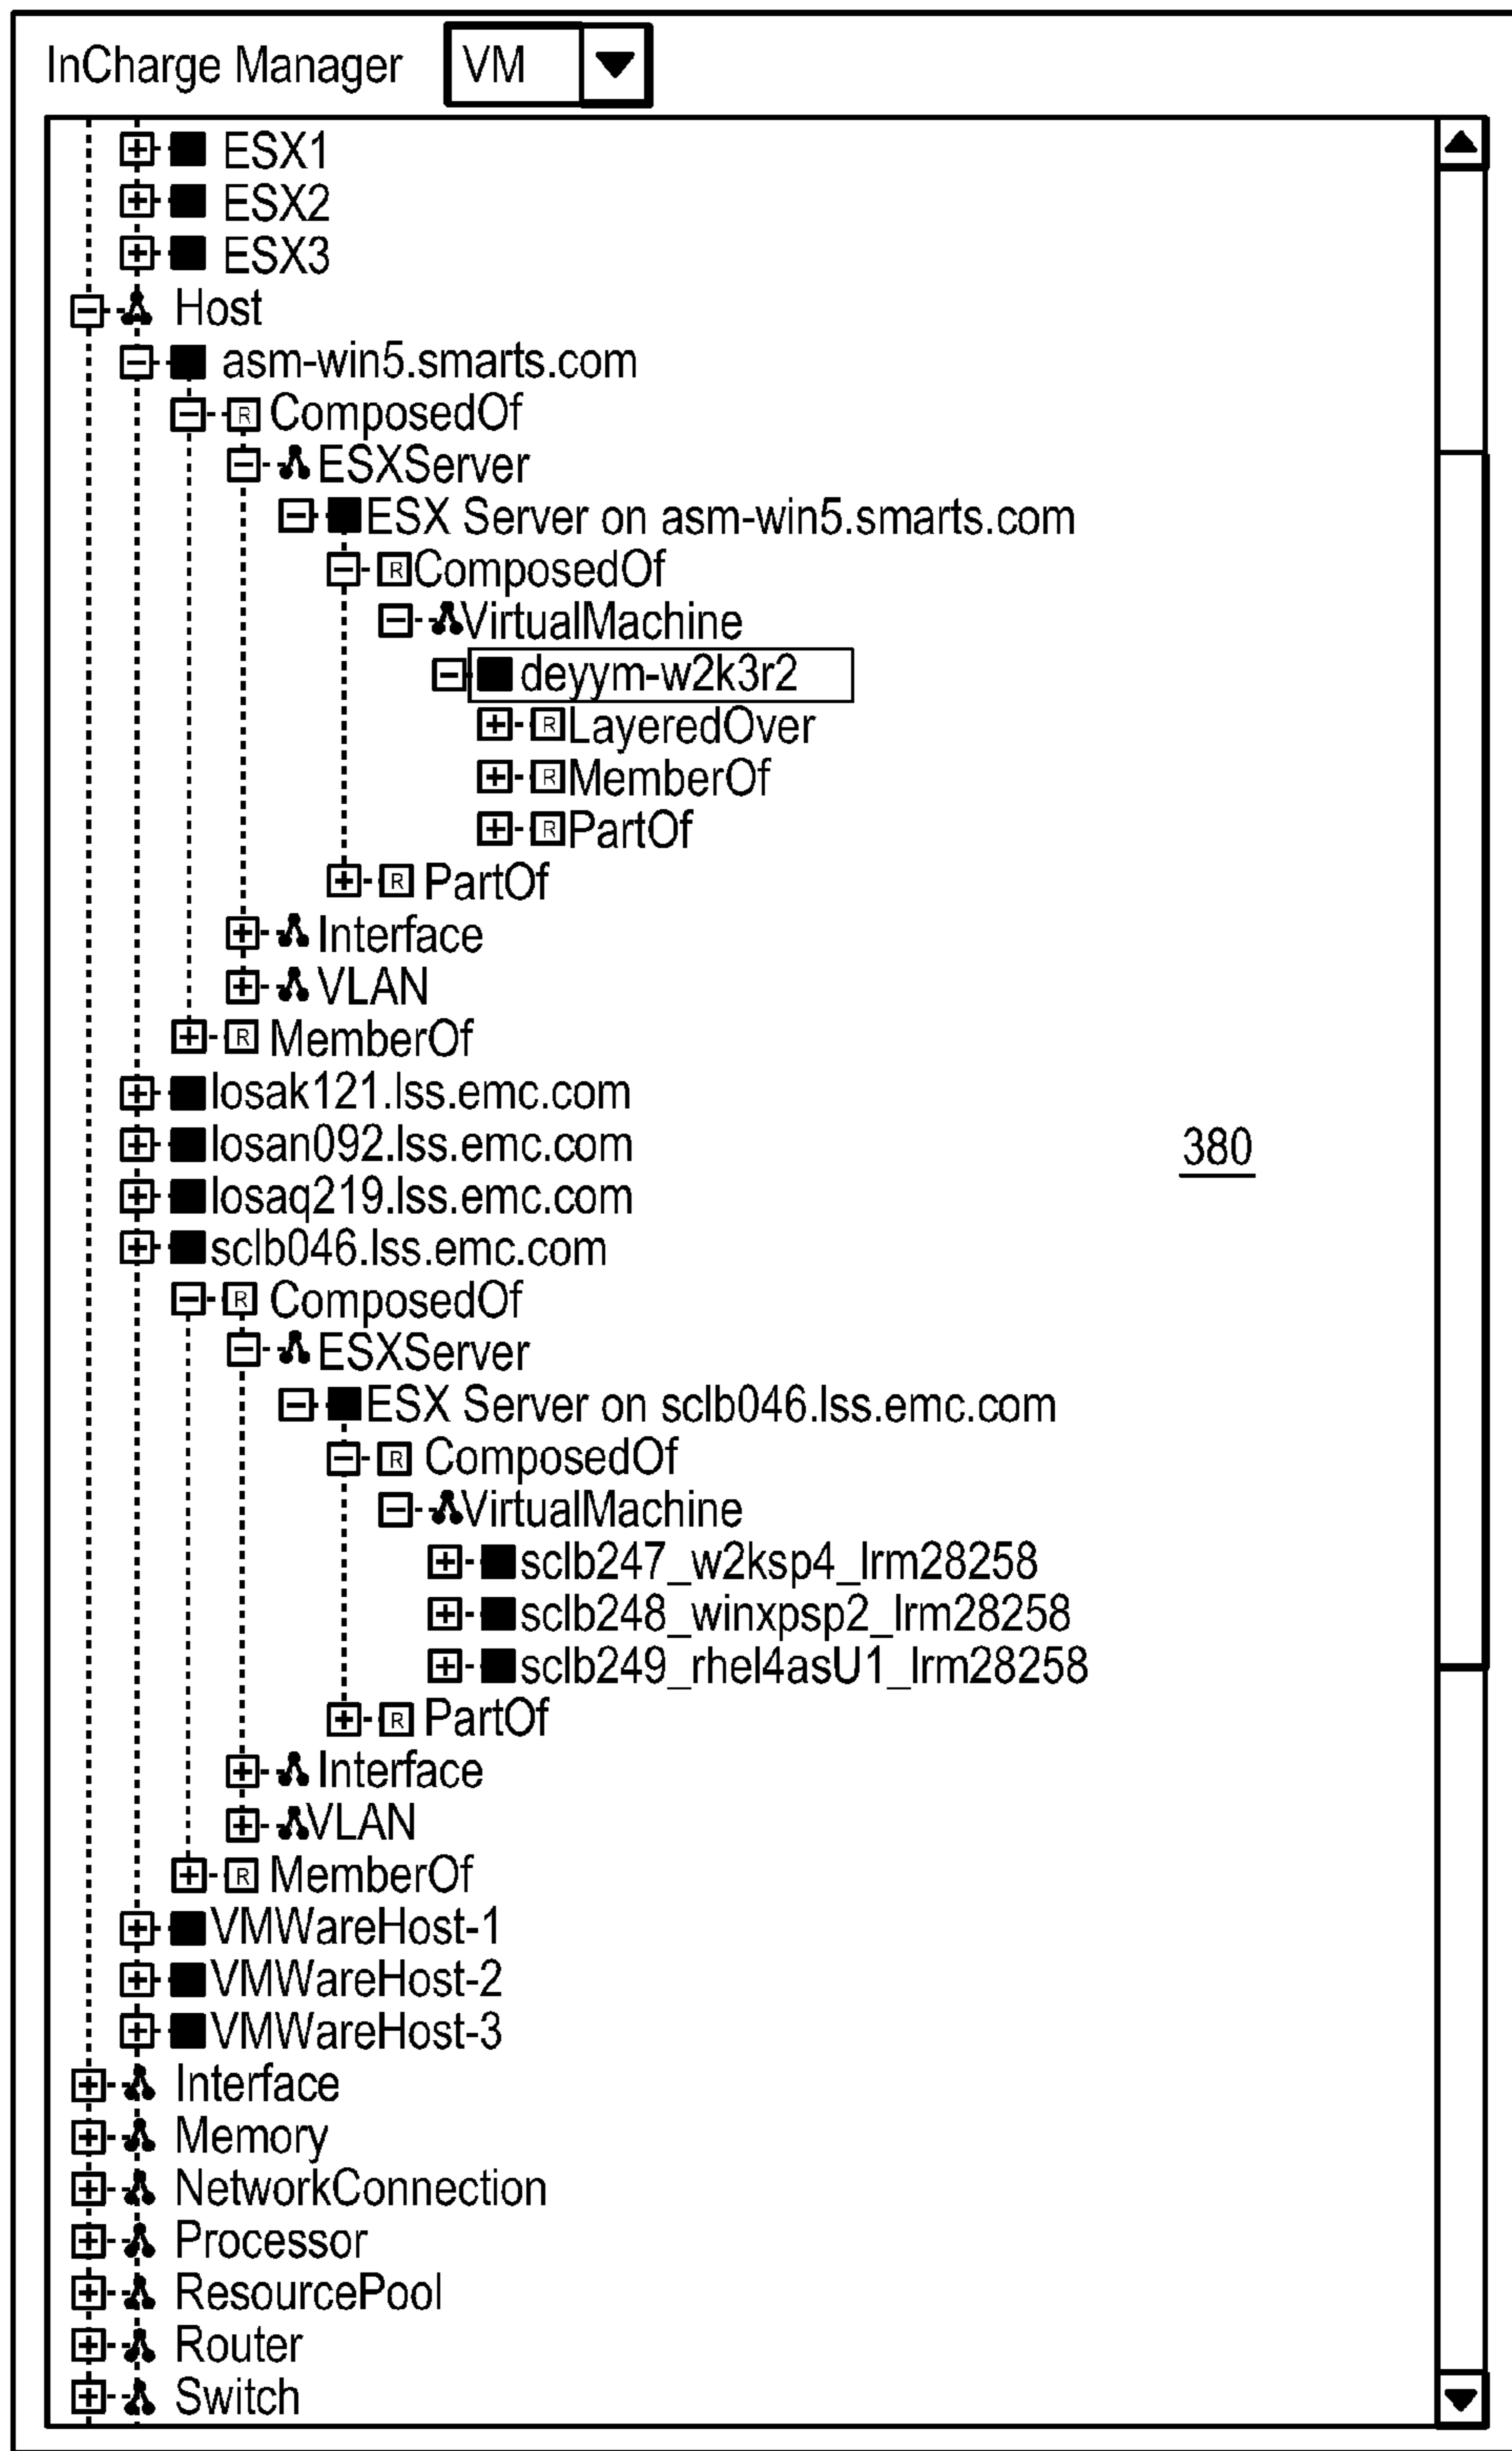 InCharge Manager VM
ESX1
ESX2
ESX3
Host
asm-win5.smarts.com
R ComposedOf
ESXServer
ESX Server on asm-win5.smarts.com
R ComposedOf
VirtualMachine
deyym-w2k3r2
R LayeredOver
R MemberOf
R PartOf
R PartOf
Interface
VLAN
R MemberOf
losak121.lss.emc.com
losan092.lss.emc.com
380
losaq219.lss.emc.com
sclb046.lss.emc.com
R ComposedOf
ESXServer
ESX Server on sclb046.lss.emc.com
R ComposedOf
VirtualMachine
sclb247_w2ksp4_lrm28258
sclb248_winxpsp2_lrm28258
sclb249_rhel4asU1_lrm28258
R PartOf
Interface
VLAN
R MemberOf
VMWareHost-1
VMWareHost-2
VMWareHost-3
Interface
Memory
NetworkConnection
Processor
ResourcePool
Router
Switch